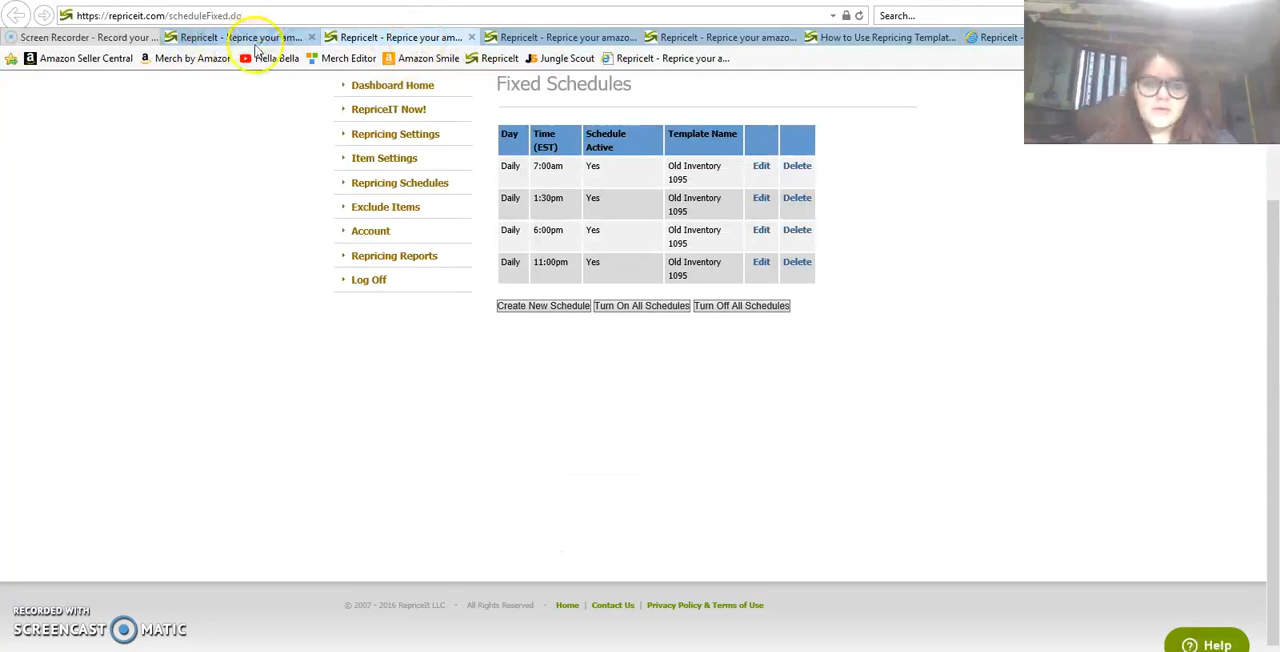 https://repriceit.com/scheduleFixed.do
Search...
Screen Recorder - Record your ...
RepriceIt - Reprice your am...
RepriceIt - Reprice your am...
RepriceIt - Reprice your amazo...
RepriceIt - Reprice your amazo...
How to Use Repricing Templat...
RepriceIt -
Amazon Seller Central
Merch by Amazon
Hella Bella
Merch Editor
Amazon Smile
RepriceIt
Jungle Scout
RepriceIt - Reprice your a...
Dashboard Home
RepriceIT Now!
Repricing Settings
Item Settings
Repricing Schedules
Exclude Items
Account
Repricing Reports
Log Off
Fixed Schedules
Day Time (EST) Schedule Active Template Name
Daily 7:00am Yes Old Inventory 1095 Edit Delete
Daily 1:30pm Yes Old Inventory 1095 Edit Delete
Daily 6:00pm Yes Old Inventory 1095 Edit Delete
Daily 11:00pm Yes Old Inventory 1095 Edit Delete
Create New Schedule Turn On All Schedules Turn Off All Schedules
© 2007 - 2016 RepriceIt LLC - All Rights Reserved - Home | Contact Us | Privacy Policy & Terms of Use
RECORDED WITH
SCREENCAST MATIC
Help